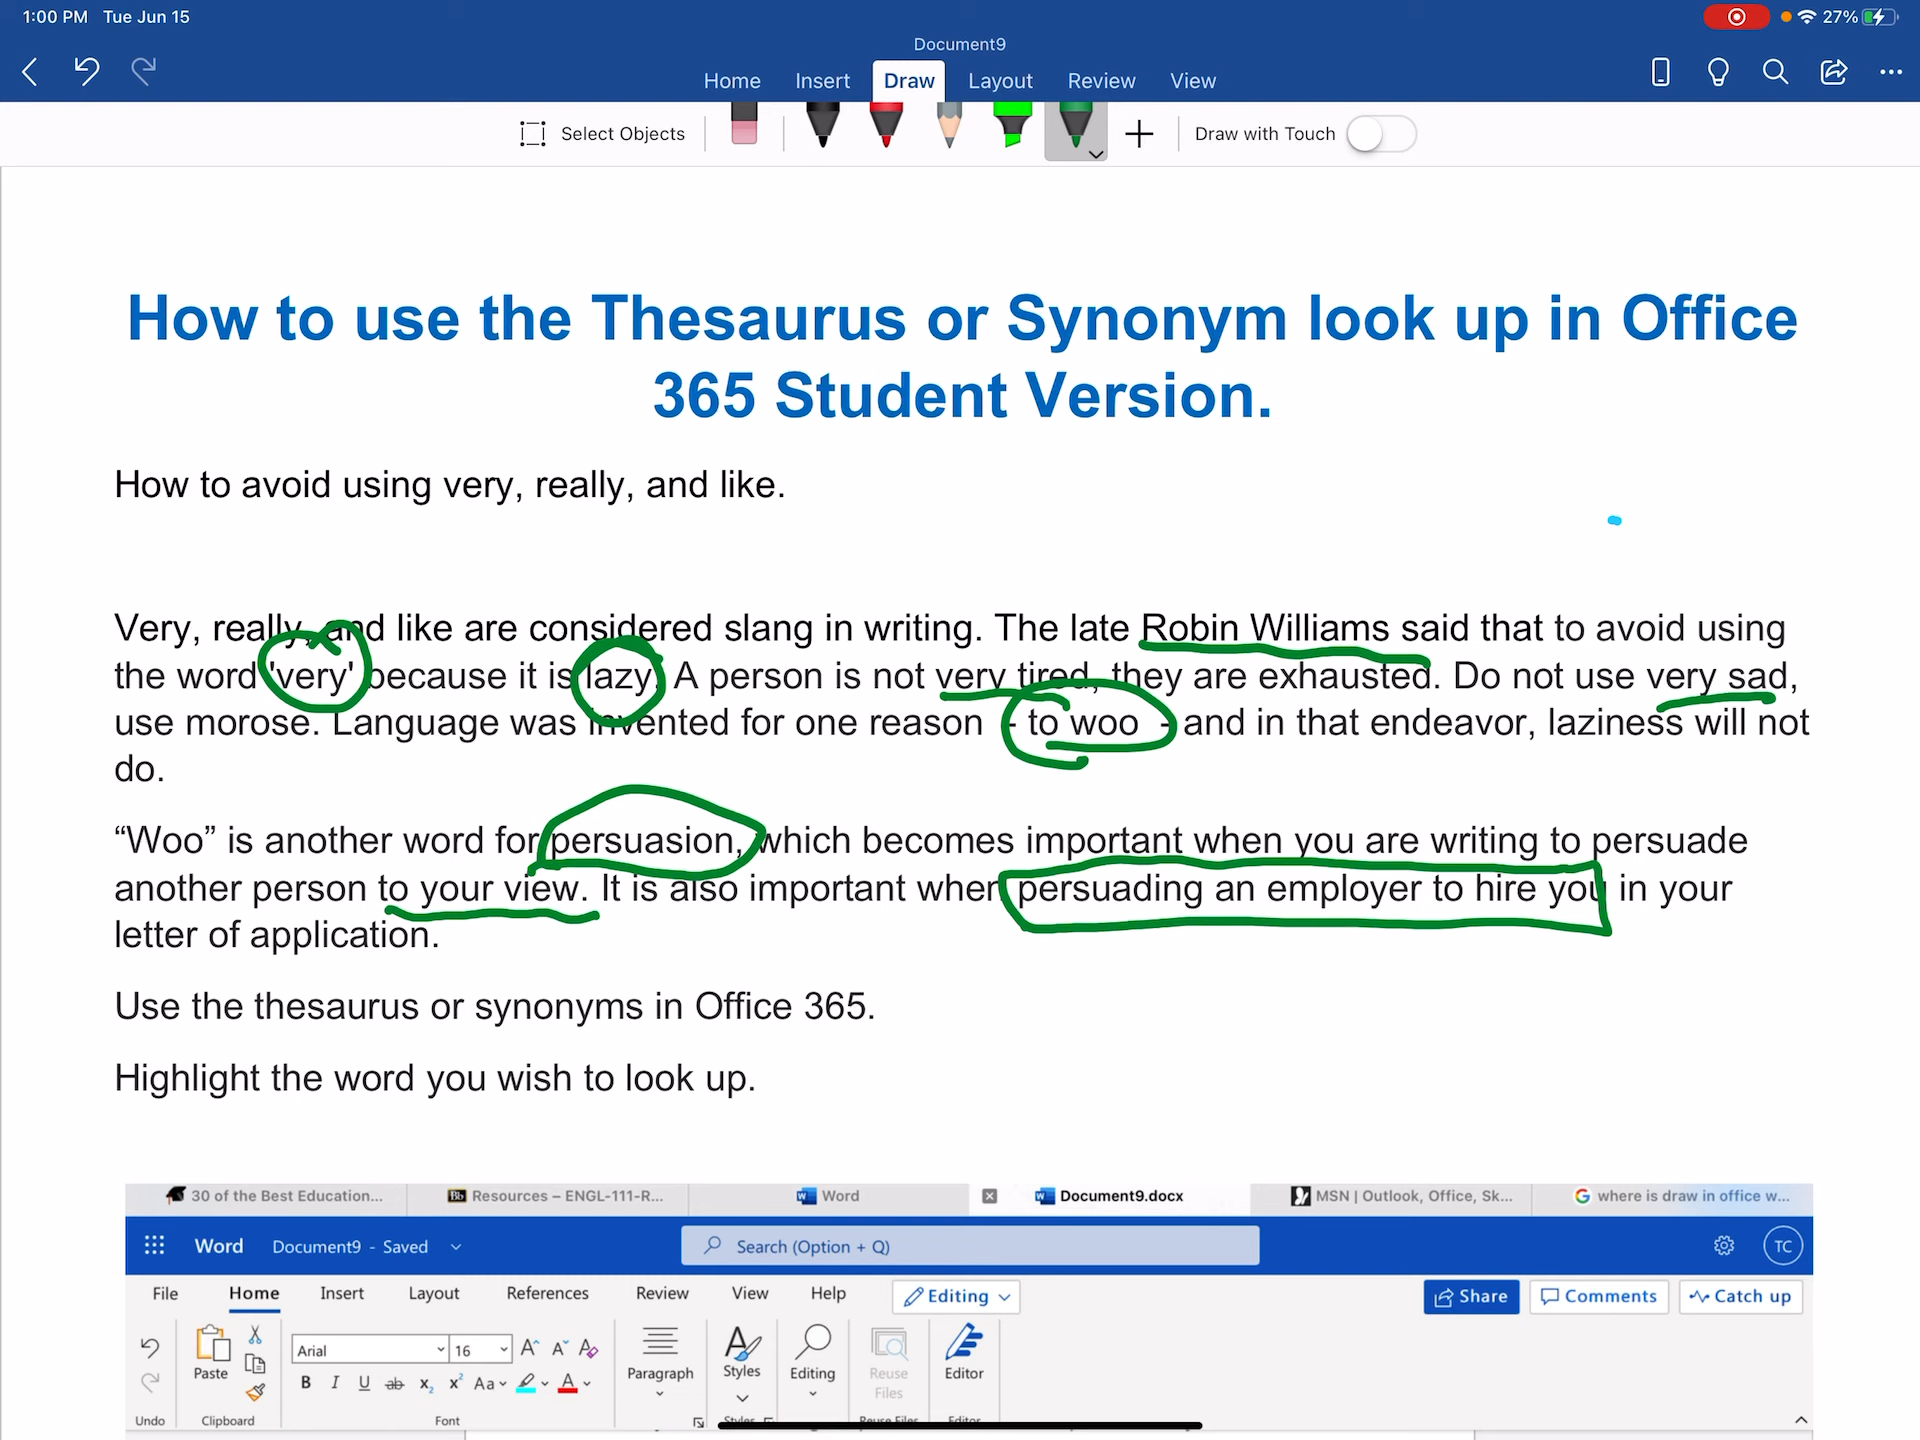 1:00 PM Tue Jun 15
27%
Document9
Home Insert Draw Layout Review View
Select Objects
Draw with Touch
How to use the Thesaurus or Synonym look up in Office
365 Student Version.
How to avoid using very, really, and like.
Very, really, and like are considered slang in writing. The late Robin Williams said that to avoid using
the word 'very' because it is lazy. A person is not very tired, they are exhausted. Do not use very sad,
use morose. Language was invented for one reason - to woo - and in that endeavor, laziness will not
do.
“Woo” is another word for persuasion, which becomes important when you are writing to persuade
another person to your view. It is also important when persuading an employer to hire you in your
letter of application.
Use the thesaurus or synonyms in Office 365.
Highlight the word you wish to look up.
30 of the Best Education... Bb Resources – ENGL-111-R... Word Document9.docx MSN | Outlook, Office, Sk... where is draw in office w...
Word Document9 - Saved Search (Option + Q) TC
File Home Insert Layout References Review View Help Editing Share Comments Catch up
Arial 16
Paste Paragraph Styles Editing Reuse Files Editor
B I U ab x₂ x² Aa A
Undo Clipboard Font Styles Reuse Files Editor